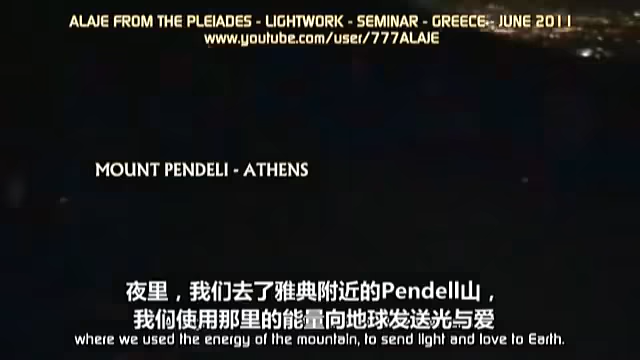 ALAJE FROM THE PLEIADES - LIGHTWORK - SEMINAR - GREECE - JUNE 2011
www.youtube.com/user/777ALAJE
MOUNT PENDELI - ATHENS
夜里，我们去了雅典附近的Pendell山，
我们使用那里的能量向地球发送光与爱
where we used the energy of the mountain, to send light and love to Earth.